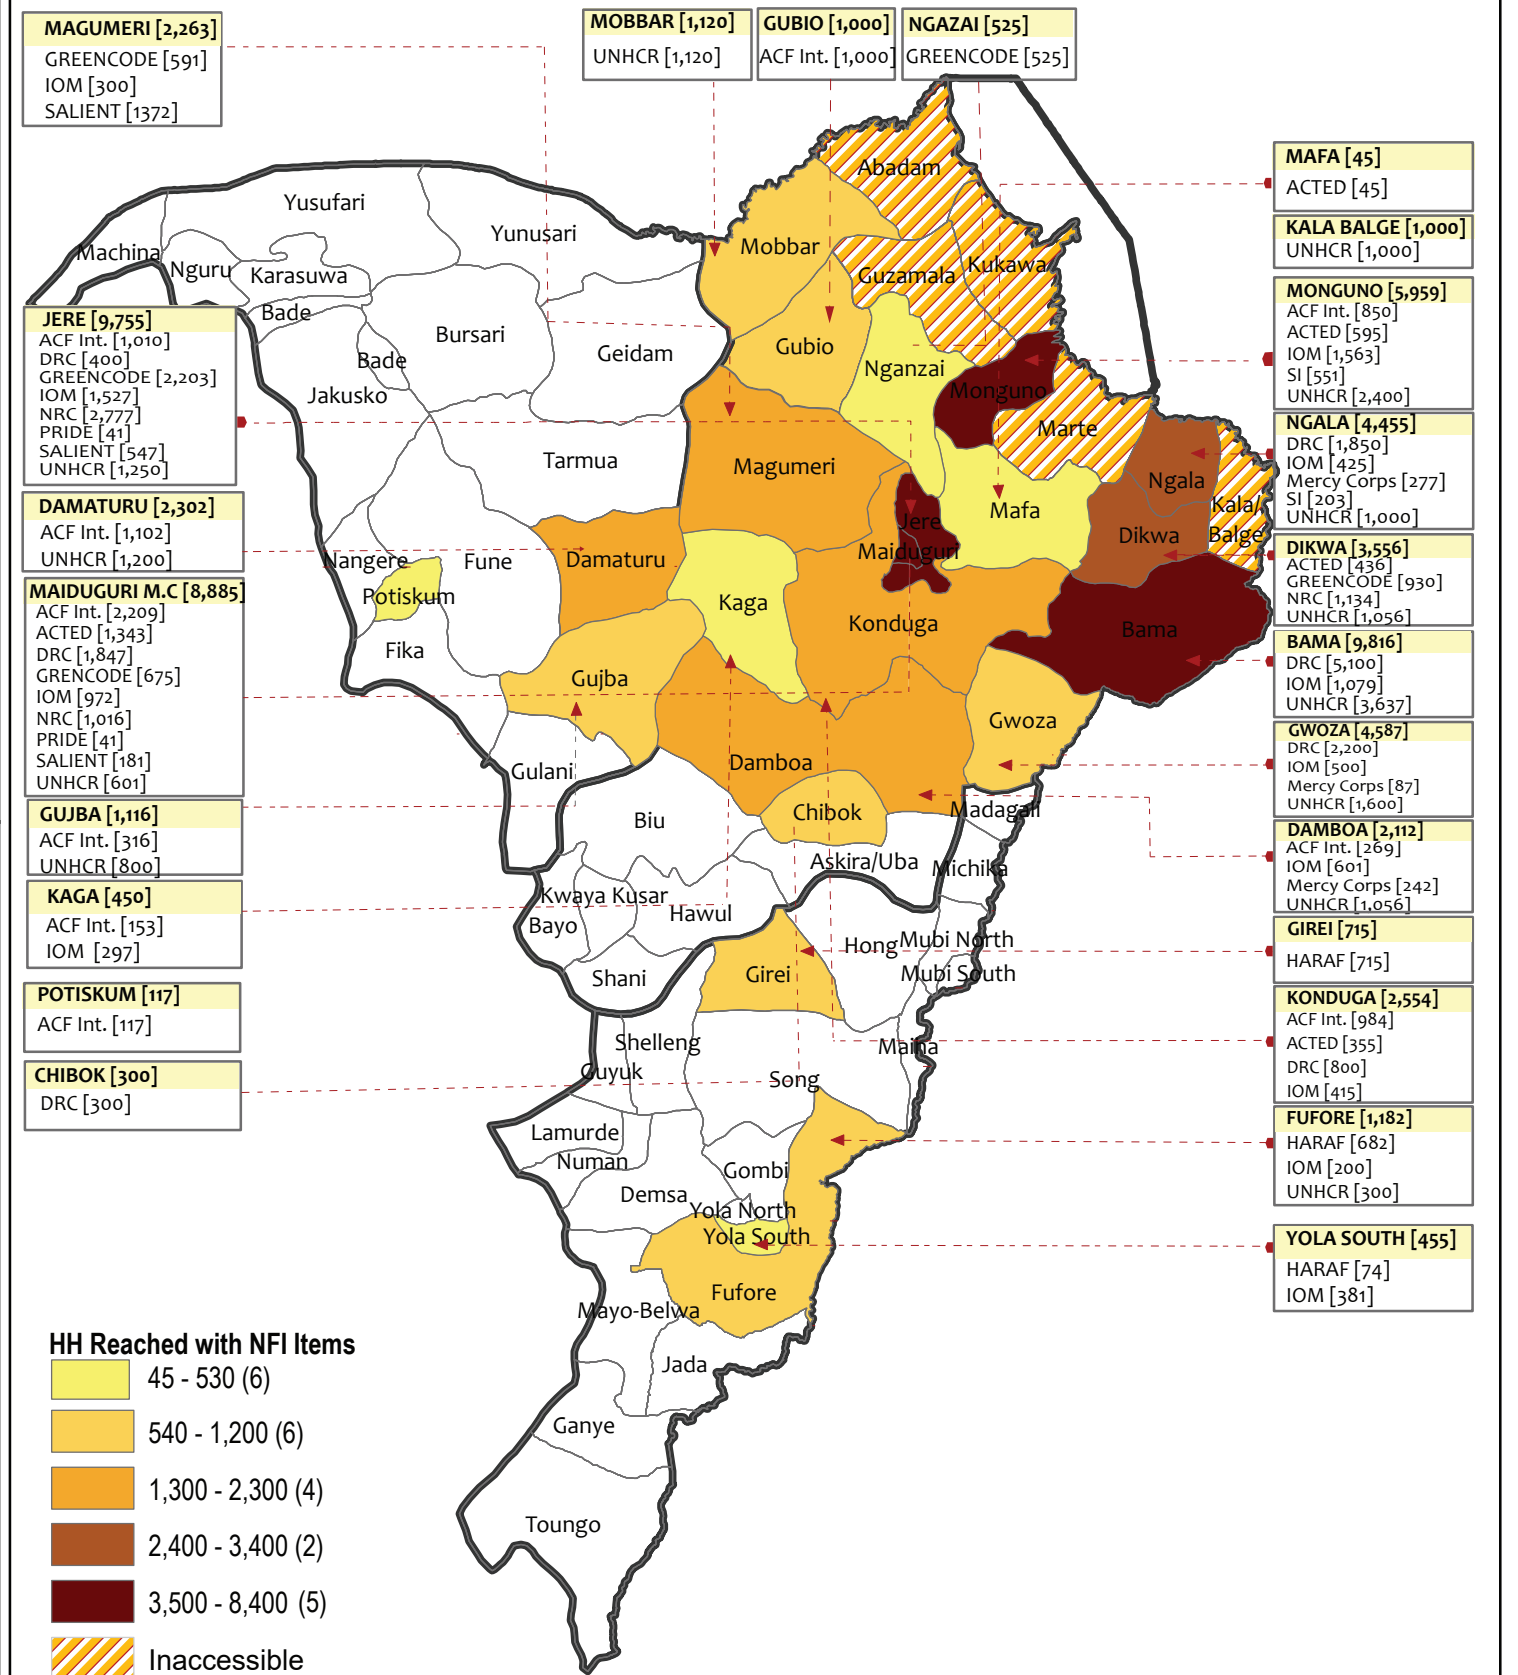 MAGUMERI [2,263]
GREENCODE [591]
IOM [300]
SALIENT [1372]
MOBBAR [1,120]
UNHCR [1,120]
GUBIO [1,000]
ACF Int. [1,000]
NGAZAI [525]
GREENCODE [525]
MAFA [45]
ACTED [45]
KALA BALGE [1,000]
UNHCR [1,000]
MONGUNO [5,959]
ACF Int. [850]
ACTED [595]
IOM [1,563]
SI [551]
UNHCR [2,400]
NGALA [4,455]
DRC [1,850]
IOM [425]
Mercy Corps [277]
SI [203]
UNHCR [1,000]
DIKWA [3,556]
ACTED [436]
GREENCODE [930]
NRC [1,134]
UNHCR [1,056]
BAMA [9,816]
DRC [5,100]
IOM [1,079]
UNHCR [3,637]
GWOZA [4,587]
DRC [2,200]
IOM [500]
Mercy Corps [87]
UNHCR [1,600]
DAMBOA [2,112]
ACF Int. [269]
IOM [601]
Mercy Corps [242]
UNHCR [1,056]
GIREI [715]
HARAF [715]
KONDUGA [2,554]
ACF Int. [984]
ACTED [355]
DRC [800]
IOM [415]
FUFORE [1,182]
HARAF [682]
IOM [200]
UNHCR [300]
YOLA SOUTH [455]
HARAF [74]
IOM [381]
JERE [9,755]
ACF Int. [1,010]
DRC [400]
GREENCODE [2,203]
IOM [1,527]
NRC [2,777]
PRIDE [41]
SALIENT [547]
UNHCR [1,250]
DAMATURU [2,302]
ACF Int. [1,102]
UNHCR [1,200]
MAIDUGURI M.C [8,885]
ACF Int. [2,209]
ACTED [1,343]
DRC [1,847]
GRENCODE [675]
IOM [972]
NRC [1,016]
PRIDE [41]
SALIENT [181]
UNHCR [601]
GUJBA [1,116]
ACF Int. [316]
UNHCR [800]
KAGA [450]
ACF Int. [153]
IOM [297]
POTISKUM [117]
ACF Int. [117]
CHIBOK [300]
DRC [300]
Abadam
Yusufari
Yunusari
Machina
Nguru
Karasuwa
Mobbar
Guzamala
Kukawa
Bade
Bursari
Geidam
Gubio
Bade
Nganzai
Monguno
Jakusko
Marte
Tarmua
Magumeri
Ngala
Kala/
Balge
Mafa
Jere
Maiduguri
Dikwa
Nangere
Fune
Damaturu
Potiskum
Kaga
Konduga
Bama
Fika
Gujba
Gwoza
Gulani
Damboa
Chibok
Madagali
Biu
Askira/Uba
Michika
Kwaya Kusar
Hawul
Bayo
Hong
Mubi North
Shani
Girei
Mubi South
Shelleng
Maiha
Guyuk
Song
Lamurde
Numan
Gombi
Demsa
Yola North
Yola South
Fufore
Mayo-Belwa
Jada
Ganye
Toungo
HH Reached with NFI Items
45 - 530 (6)
540 - 1,200 (6)
1,300 - 2,300 (4)
2,400 - 3,400 (2)
3,500 - 8,400 (5)
Inaccessible